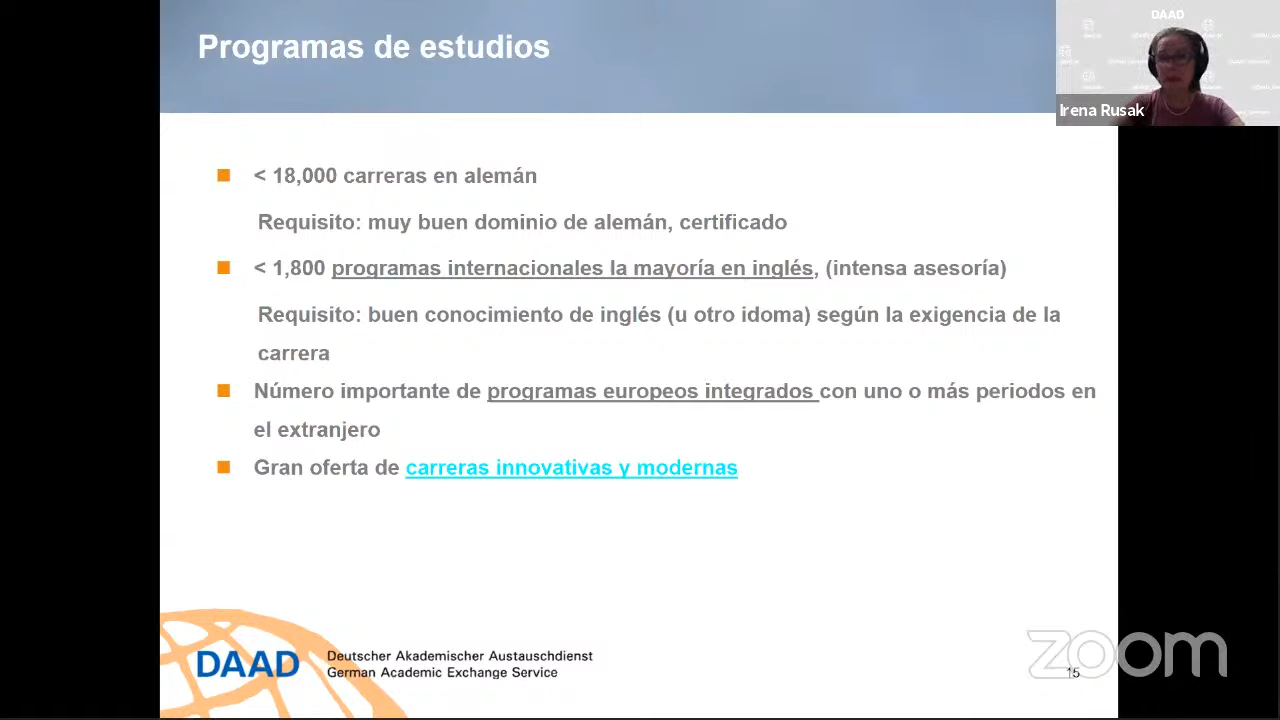 Programas de estudios
DAAD
Irena Rusak
< 18,000 carreras en alemán
Requisito: muy buen dominio de alemán, certificado
< 1,800 programas internacionales la mayoría en inglés, (intensa asesoría)
Requisito: buen conocimiento de inglés (u otro idoma) según la exigencia de la
carrera
Número importante de programas europeos integrados con uno o más periodos en
el extranjero
Gran oferta de carreras innovativas y modernas
DAAD
Deutscher Akademischer Austauschdienst
German Academic Exchange Service
zoom
15